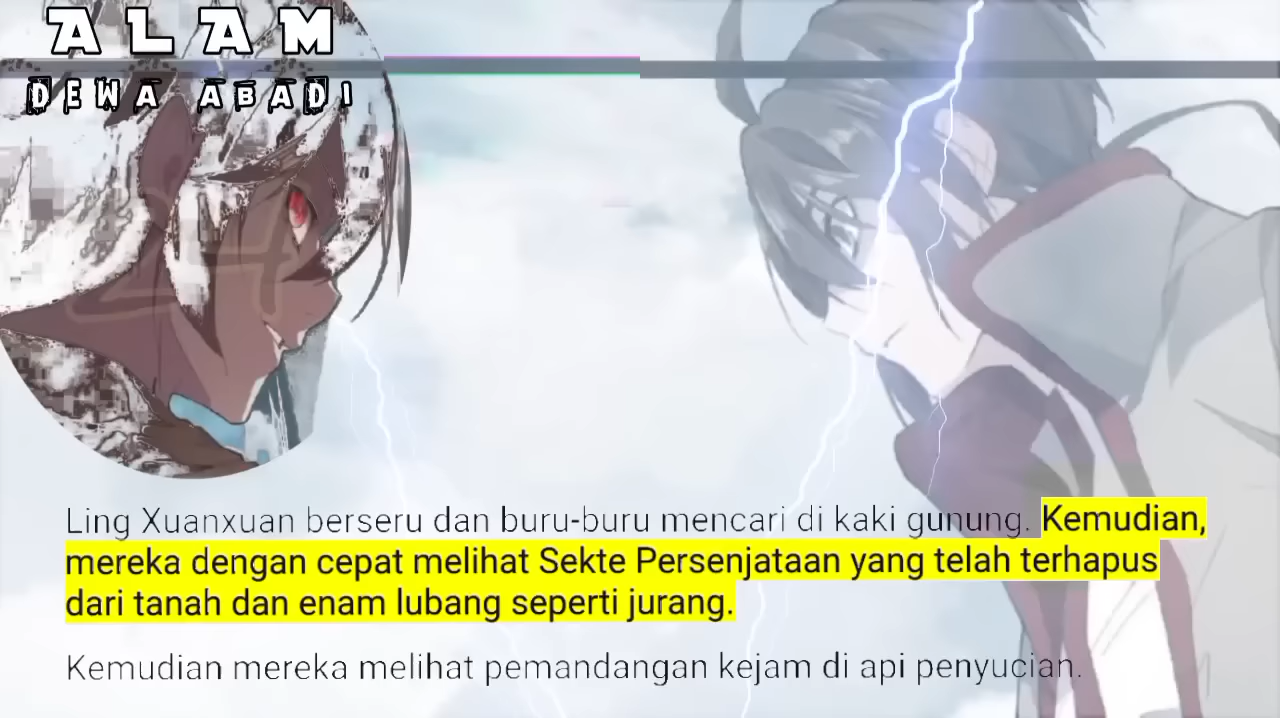 ALAM
DEWA ABADI
Ling Xuanxuan berseru dan buru-buru mencari di kaki gunung. Kemudian,
mereka dengan cepat melihat Sekte Persenjataan yang telah terhapus
dari tanah dan enam lubang seperti jurang.
Kemudian mereka melihat pemandangan kejam di api penyucian.